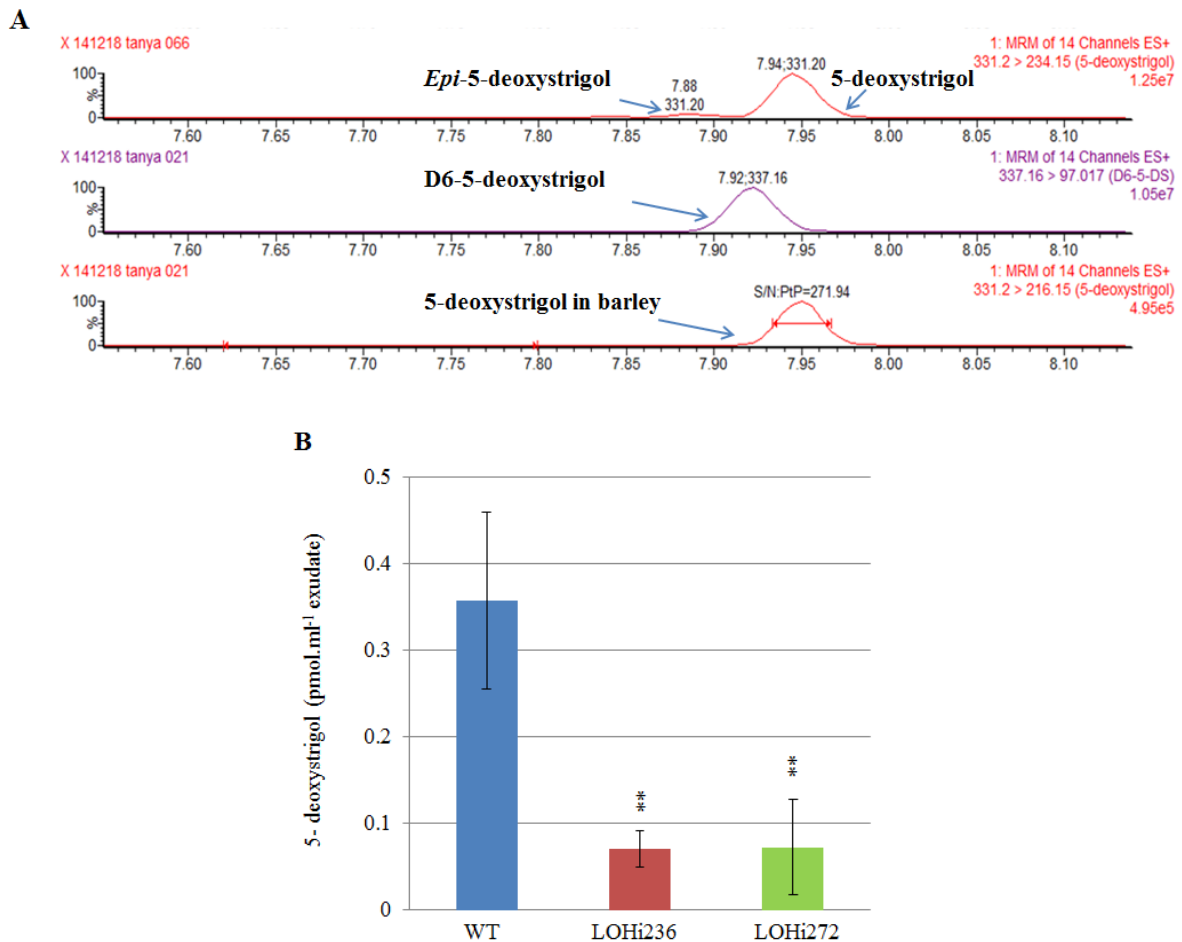 A
X 141218 tanya 066
1: MRM of 14 Channels ES+
331.2 > 234.15 (5-deoxystrigol)
1.25e7
Epi-5-deoxystrigol
7.88
331.20
7.94;331.20
5-deoxystrigol
100
%
0
7.60 7.65 7.70 7.75 7.80 7.85 7.90 7.95 8.00 8.05 8.10
X 141218 tanya 021
1: MRM of 14 Channels ES+
337.16 > 97.017 (D6-5-DS)
1.05e7
D6-5-deoxystrigol
7.92;337.16
100
%
0
7.60 7.65 7.70 7.75 7.80 7.85 7.90 7.95 8.00 8.05 8.10
X 141218 tanya 021
1: MRM of 14 Channels ES+
331.2 > 216.15 (5-deoxystrigol)
4.95e5
5-deoxystrigol in barley
S/N:PtP=271.94
100
%
0
7.60 7.65 7.70 7.75 7.80 7.85 7.90 7.95 8.00 8.05 8.10
B
5- deoxystrigol (pmol.ml-1 exudate)
0.5
0.4
0.3
0.2
0.1
0
**
**
WT LOHi236 LOHi272